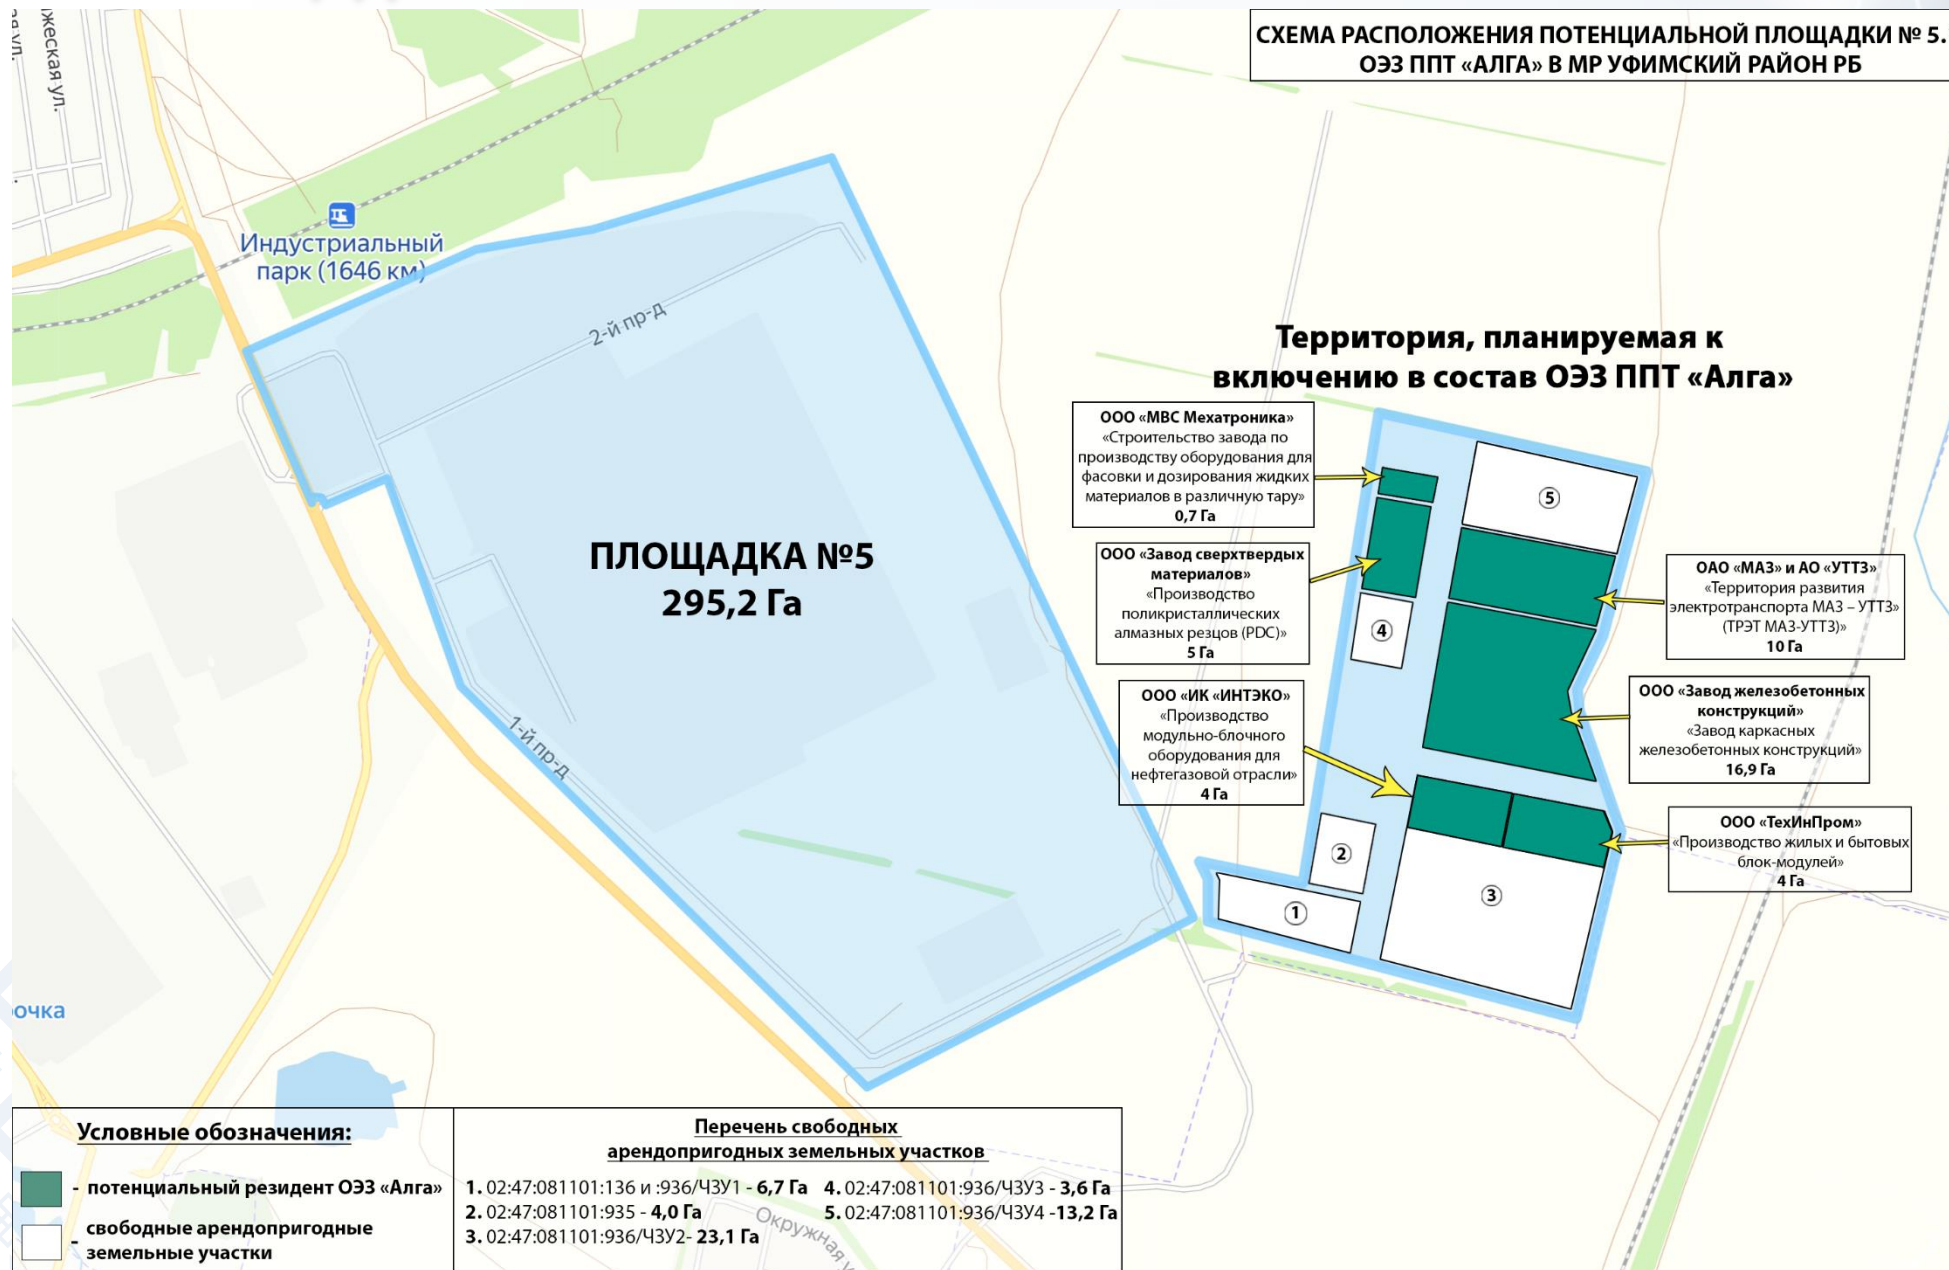 СХЕМА РАСПОЛОЖЕНИЯ ПОТЕНЦИАЛЬНОЙ ПЛОЩАДКИ № 5.
ОЭЗ ППТ «АЛГА» В МР УФИМСКИЙ РАЙОН РБ
Индустриальный
парк (1646 км)
2-й пр-д
1-й пр-д
ПЛОЩАДКА №5
295,2 Га
Территория, планируемая к
включению в состав ОЭЗ ППТ «Алга»
ООО «МВС Мехатроника»
«Строительство завода по
производству оборудования для
фасовки и дозирования жидких
материалов в различную тару»
0,7 Га
ООО «Завод сверхтвердых
материалов»
«Производство
поликристаллических
алмазных резцов (PDC)»
5 Га
ООО «ИК «ИНТЭКО»
«Производство
модульно-блочного
оборудования для
нефтегазовой отрасли»
4 Га
ОАО «МАЗ» и АО «УТТЗ»
«Территория развития
электротранспорта МАЗ – УТТЗ»
(ТРЭТ МАЗ-УТТЗ)»
10 Га
ООО «Завод железобетонных
конструкций»
«Завод каркасных
железобетонных конструкций»
16,9 Га
ООО «ТехИнПром»
«Производство жилых и бытовых
блок-модулей»
4 Га
5
4
2
3
1
Условные обозначения:
- потенциальный резидент ОЭЗ «Алга»
- свободные арендопригодные
земельные участки
Перечень свободных
арендопригодных земельных участков
1. 02:47:081101:136 и :936/ЧЗУ1 - 6,7 Га
2. 02:47:081101:935 - 4,0 Га
3. 02:47:081101:936/ЧЗУ2- 23,1 Га
4. 02:47:081101:936/ЧЗУ3 - 3,6 Га
5. 02:47:081101:936/ЧЗУ4 -13,2 Га